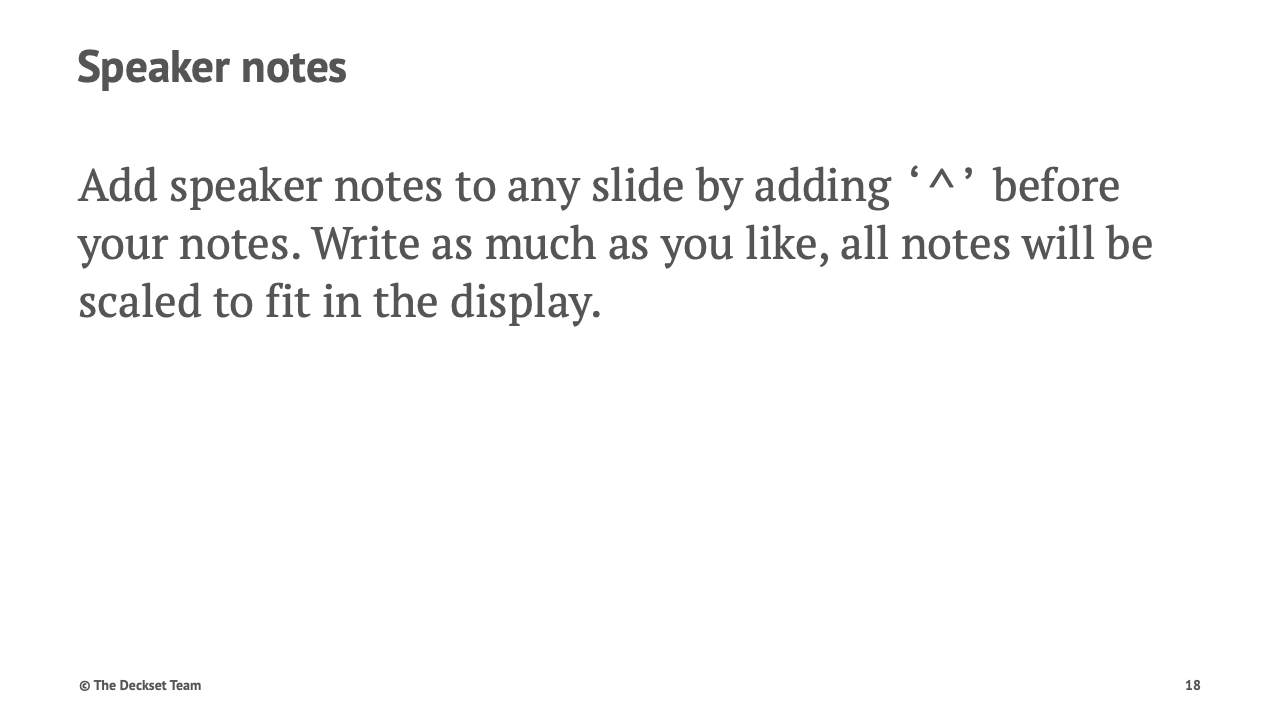 Speaker notes
Add speaker notes to any slide by adding ‘^’ before
your notes. Write as much as you like, all notes will be
scaled to fit in the display.
© The Deckset Team
18